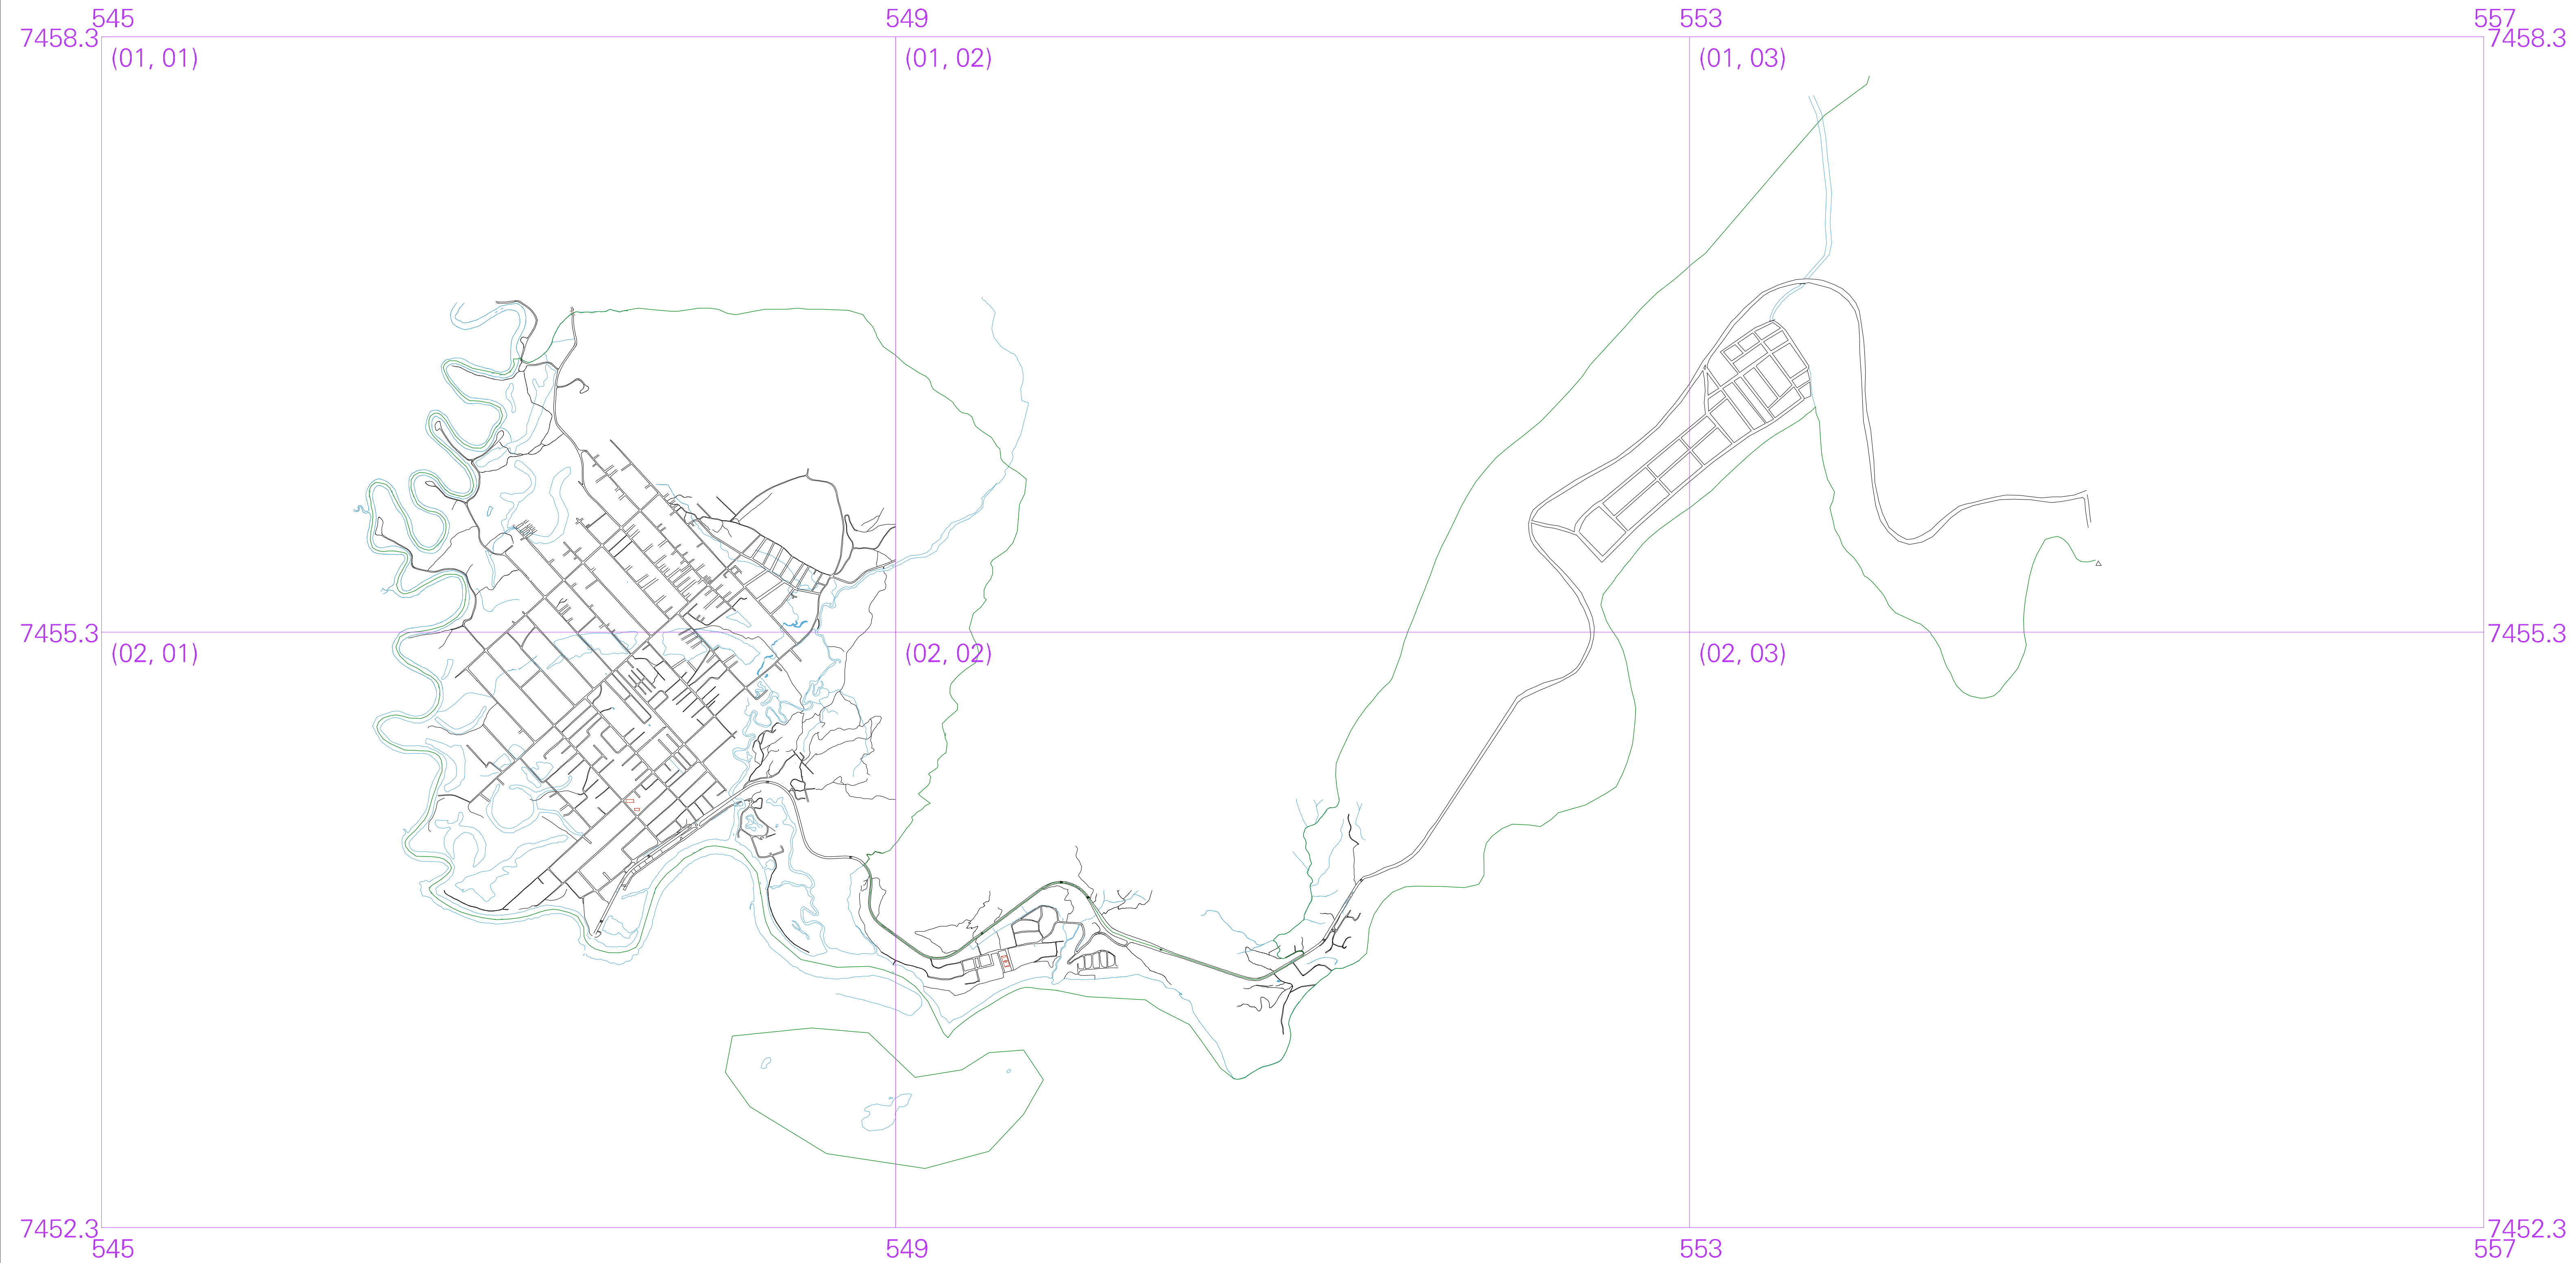 545 549 553 557
7458.3 7458.3
(01, 01) (01, 02) (01, 03)
7455.3 7455.3
(02, 01) (02, 02) (02, 03)
7452.3 7452.3
545 549 553 557